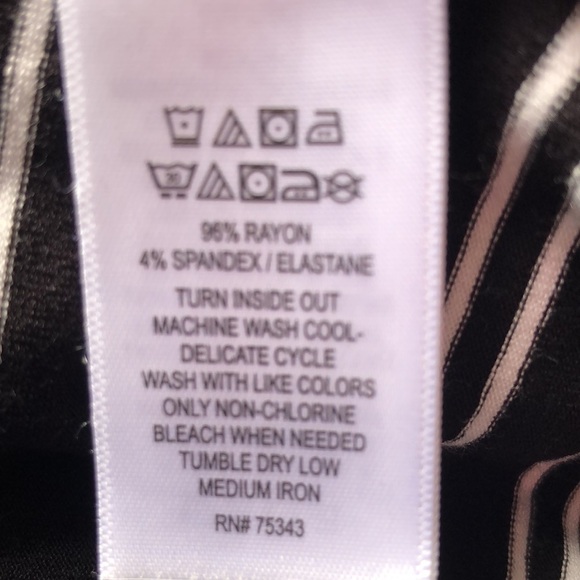 30
96% RAYON
4% SPANDEX / ELASTANE
TURN INSIDE OUT
MACHINE WASH COOL-
DELICATE CYCLE
WASH WITH LIKE COLORS
ONLY NON-CHLORINE
BLEACH WHEN NEEDED
TUMBLE DRY LOW
MEDIUM IRON
RN# 75343